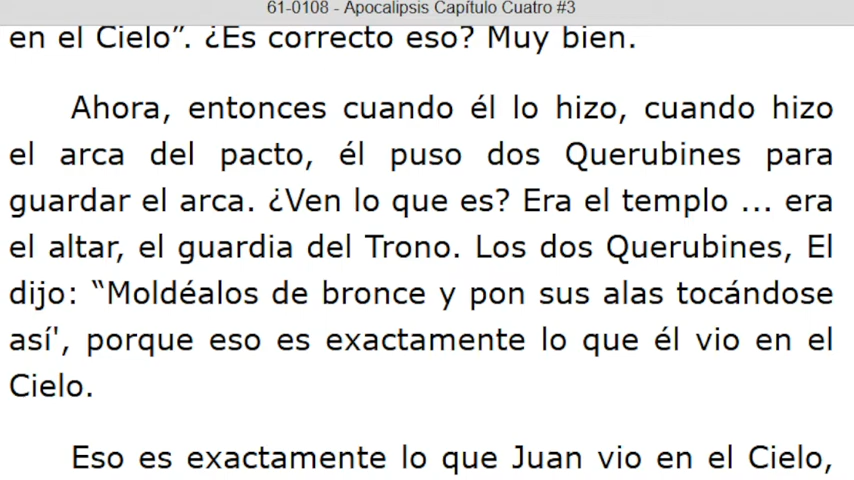 61-0108 - Apocalipsis Capítulo Cuatro #3
en el Cielo”. ¿Es correcto eso? Muy bien.
Ahora, entonces cuando él lo hizo, cuando hizo
el arca del pacto, él puso dos Querubines para
guardar el arca. ¿Ven lo que es? Era el templo ... era
el altar, el guardia del Trono. Los dos Querubines, El
dijo: “Moldéalos de bronce y pon sus alas tocándose
así', porque eso es exactamente lo que él vio en el
Cielo.
Eso es exactamente lo que Juan vio en el Cielo,